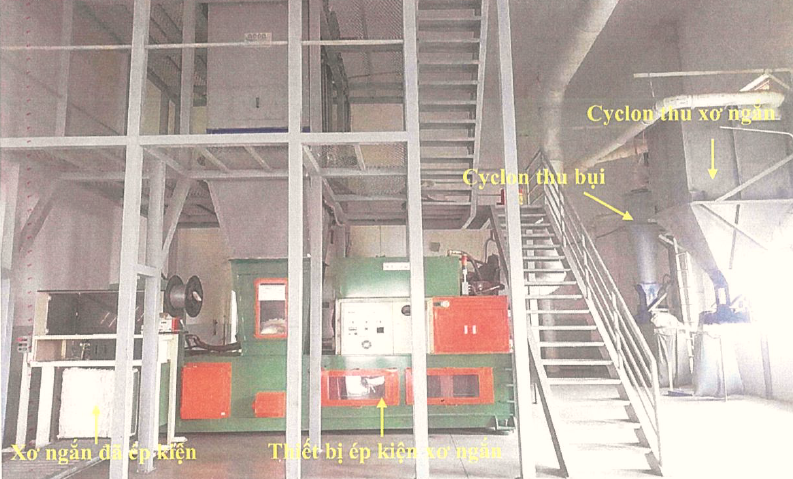 Cyclon thu xơ ngắn
Cyclon thu bụi
Xơ ngắn đã ép kiện
Thiết bị ép kiện xơ ngắn